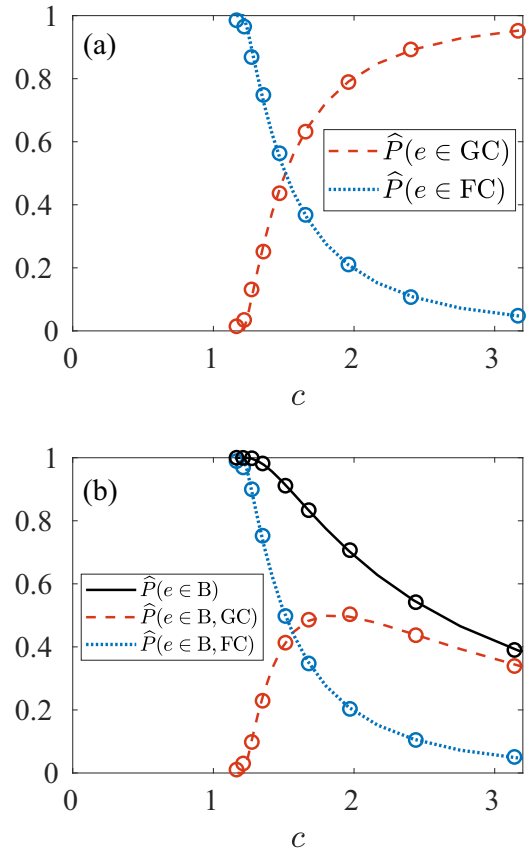 (a)
1
0.8
0.6
0.4
0.2
0
P̂(e ∈ GC)
P̂(e ∈ FC)
0 1 2 3
c
(b)
1
0.8
0.6
0.4
0.2
0
P̂(e ∈ B)
P̂(e ∈ B, GC)
P̂(e ∈ B, FC)
0 1 2 3
c